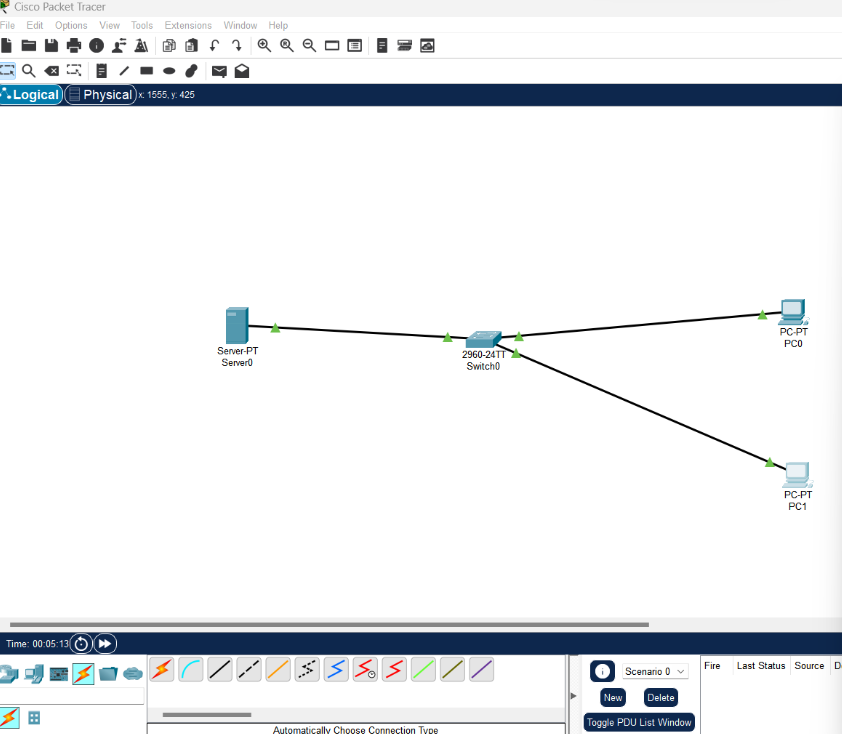 Cisco Packet Tracer
File Edit Options View Tools Extensions Window Help
Logical Physical x: 1555, y: 425
Server-PT
Server0
2960-24TT
Switch0
PC-PT
PC0
PC-PT
PC1
Time: 00:05:13
Scenario 0
Fire Last Status Source
New Delete
Toggle PDU List Window
Automatically Choose Connection Type